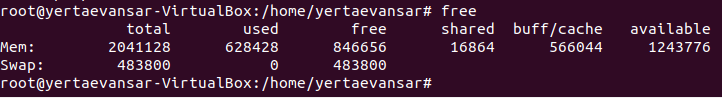 root@yertaevansar-VirtualBox:/home/yertaevansar# free
total used free shared buff/cache available
Mem: 2041128 628428 846656 16864 566044 1243776
Swap: 483800 0 483800
root@yertaevansar-VirtualBox:/home/yertaevansar#